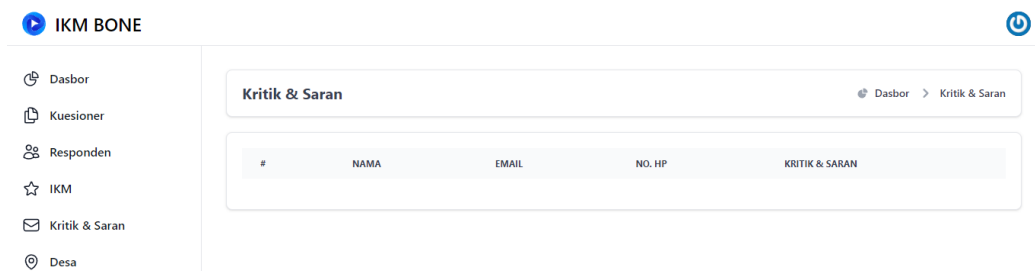 IKM BONE
Dasbor
Kuesioner
Responden
IKM
Kritik & Saran
Desa
Kritik & Saran
Dasbor > Kritik & Saran
# NAMA EMAIL NO. HP KRITIK & SARAN